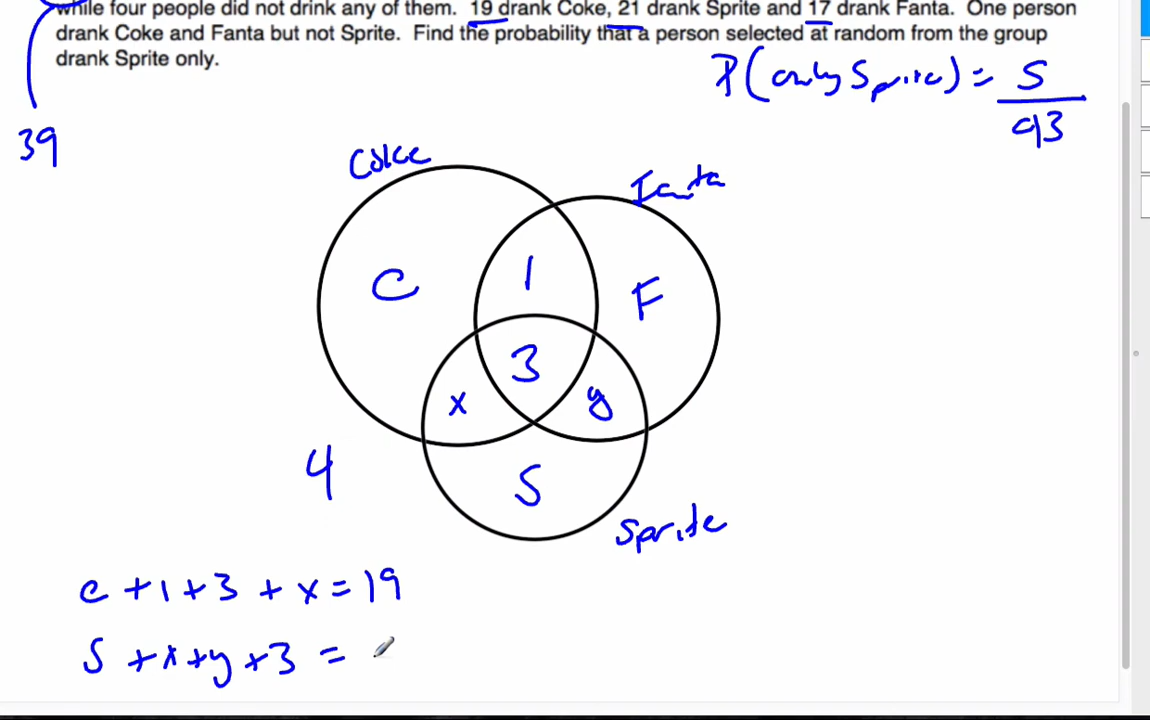 while four people did not drink any of them. 19 drank Coke, 21 drank Sprite and 17 drank Fanta. One person
drank Coke and Fanta but not Sprite. Find the probability that a person selected at random from the group
drank Sprite only.
P(only Sprite) = S
43
39
Coke
Fanta
C
1
F
3
x
y
4
S
Sprite
c + 1 + 3 + x = 19
S + x + y + 3 =